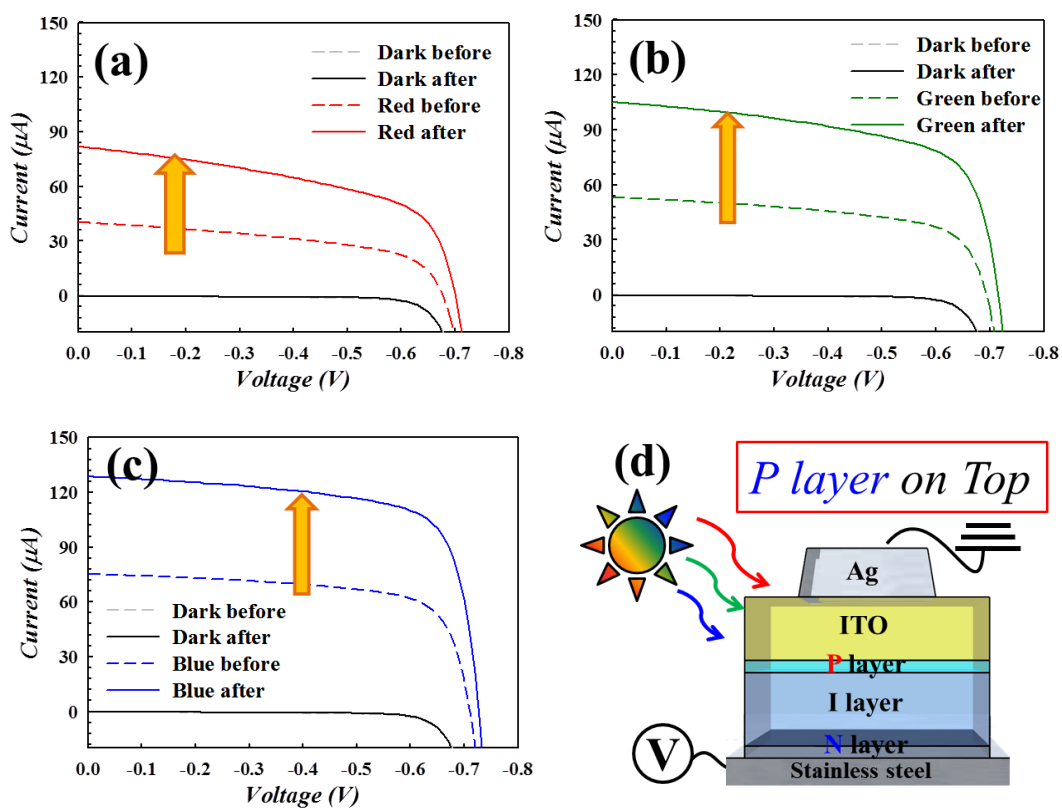 (a)
Current (μA)
150
120
90
60
30
0
Dark before
Dark after
Red before
Red after
0.0 -0.1 -0.2 -0.3 -0.4 -0.5 -0.6 -0.7 -0.8
Voltage (V)
(b)
Current (μA)
150
120
90
60
30
0
Dark before
Dark after
Green before
Green after
0.0 -0.1 -0.2 -0.3 -0.4 -0.5 -0.6 -0.7 -0.8
Voltage (V)
(c)
Current (μA)
150
120
90
60
30
0
Dark before
Dark after
Blue before
Blue after
0.0 -0.1 -0.2 -0.3 -0.4 -0.5 -0.6 -0.7 -0.8
Voltage (V)
(d)
P layer on Top
Ag
ITO
P layer
I layer
N layer
Stainless steel
V